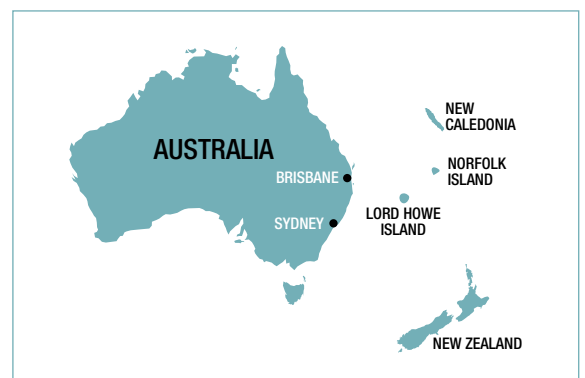 NEW
CALEDONIA
AUSTRALIA
NORFOLK
ISLAND
BRISBANE
LORD HOWE
ISLAND
SYDNEY
NEW ZEALAND